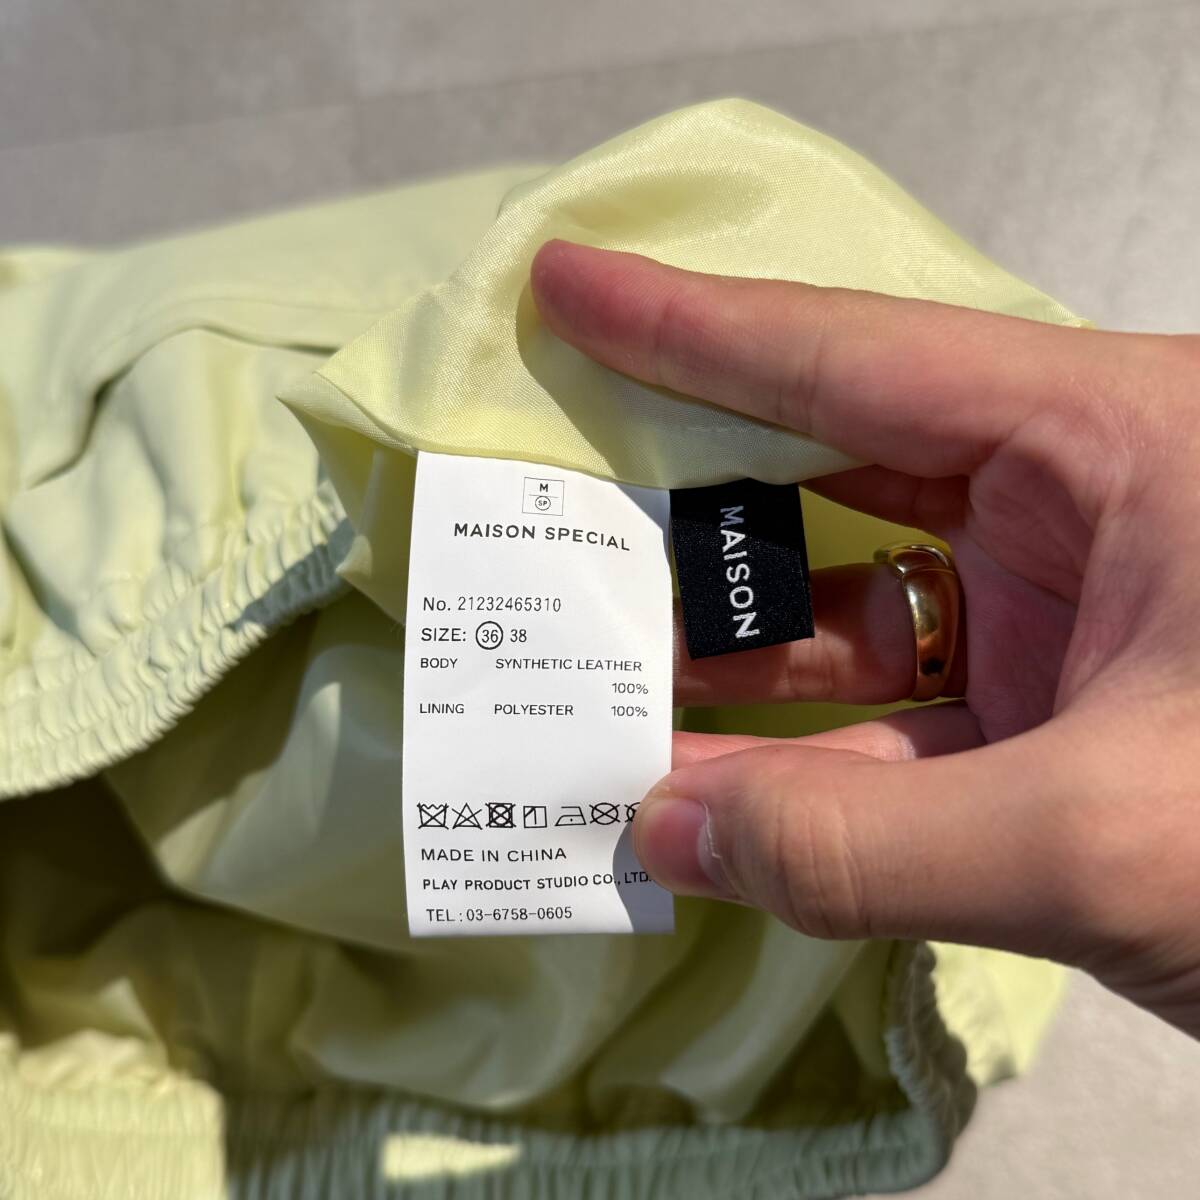 M
SP
MAISON SPECIAL
No. 21232465310
SIZE: 36 38
BODY SYNTHETIC LEATHER
100%
LINING POLYESTER 100%
MADE IN CHINA
PLAY PRODUCT STUDIO CO., LTD.
TEL : 03-6758-0605
MAISON